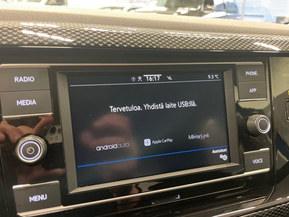 RADIO
MEDIA
MENU
16:17
5.5°C
Tervetuloa. Yhdistä laite USB:llä.
androidauto
Apple CarPlay
MirrorLink
PHONE
APP
VOICE